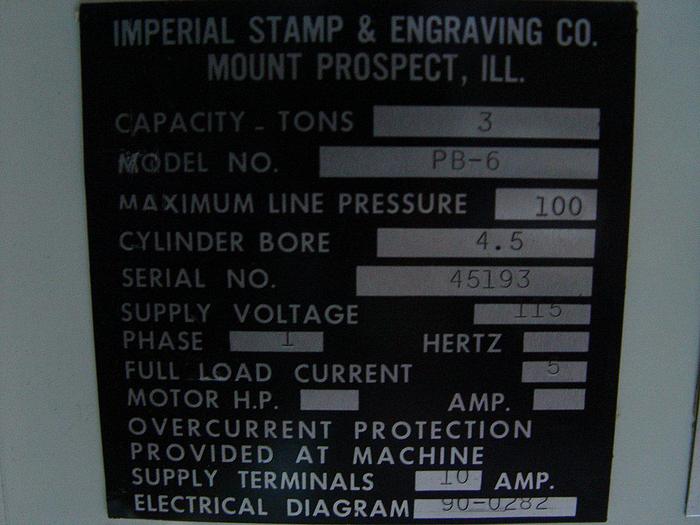 IMPERIAL STAMP & ENGRAVING CO.
MOUNT PROSPECT, ILL.
CAPACITY - TONS 3
MODEL NO. PB-6
MAXIMUM LINE PRESSURE 100
CYLINDER BORE 4.5
SERIAL NO. 45193
SUPPLY VOLTAGE 115
PHASE 1 HERTZ
FULL LOAD CURRENT 5
MOTOR H.P. AMP.
OVERCURRENT PROTECTION
PROVIDED AT MACHINE
SUPPLY TERMINALS 10 AMP.
ELECTRICAL DIAGRAM 90-0282